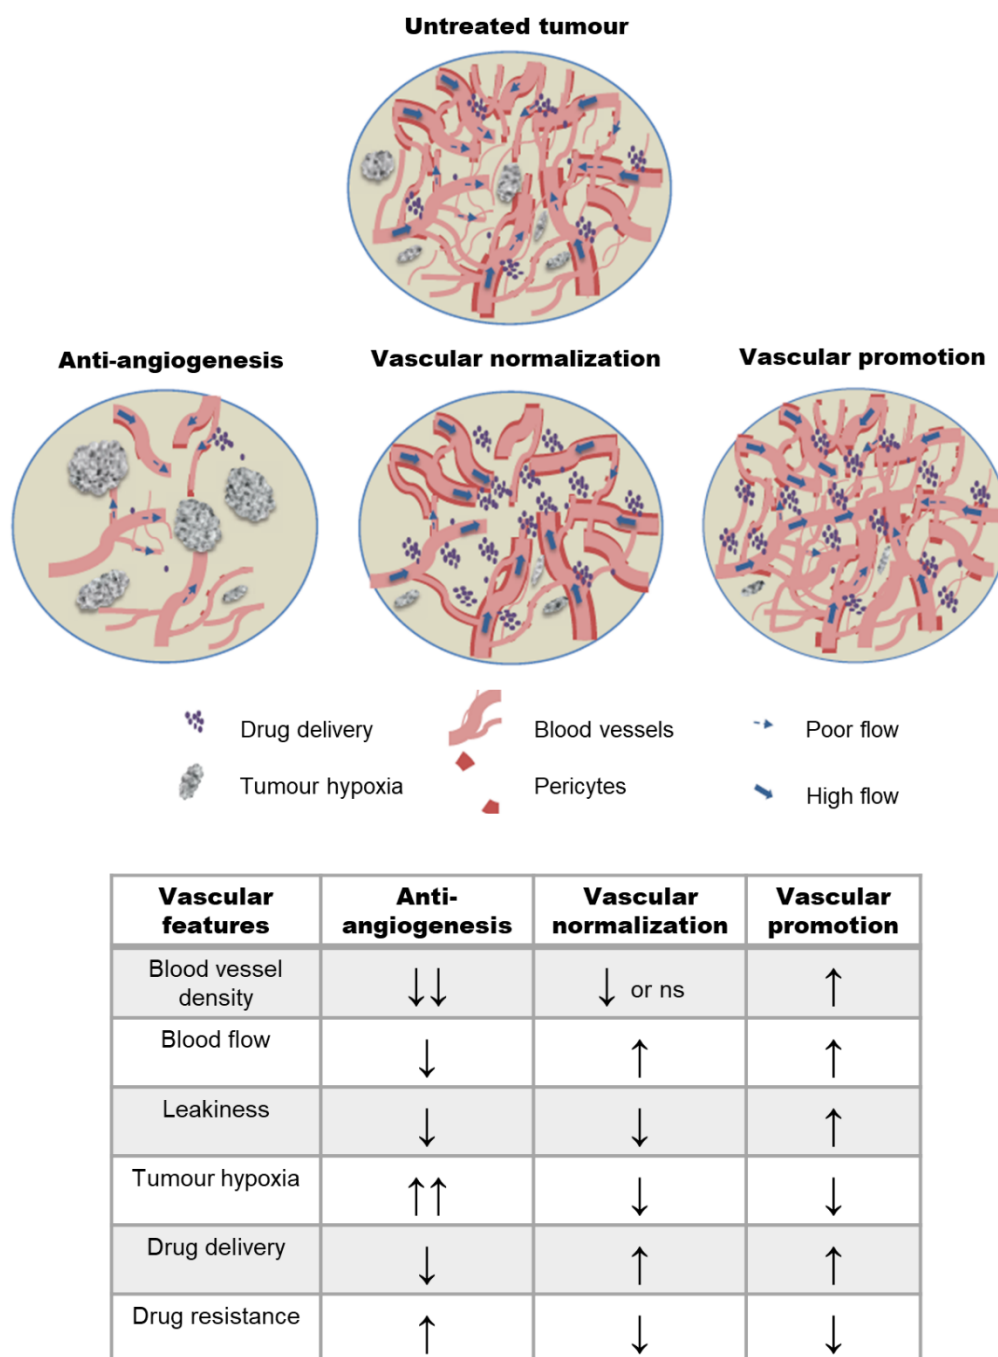 Untreated tumour
Anti-angiogenesis
Vascular normalization
Vascular promotion
Drug delivery
Blood vessels
Poor flow
Tumour hypoxia
Pericytes
High flow
Vascular features
Anti-angiogenesis
Vascular normalization
Vascular promotion
Blood vessel density
↓↓
↓ or ns
↑
Blood flow
↓
↑
↑
Leakiness
↓
↓
↑
Tumour hypoxia
↑↑
↓
↓
Drug delivery
↓
↑
↑
Drug resistance
↑
↓
↓